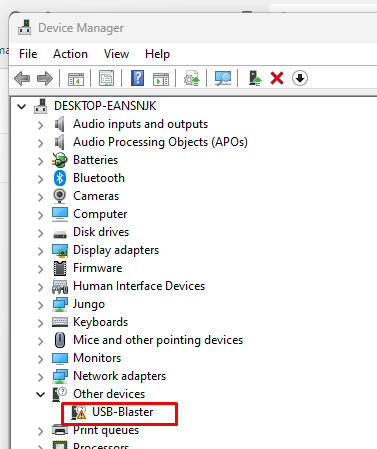 Device Manager
File Action View Help
DESKTOP-EANSNJK
Audio inputs and outputs
Audio Processing Objects (APOs)
Batteries
Bluetooth
Cameras
Computer
Disk drives
Display adapters
Firmware
Human Interface Devices
Jungo
Keyboards
Mice and other pointing devices
Monitors
Network adapters
Other devices
USB-Blaster
Print queues
Processors